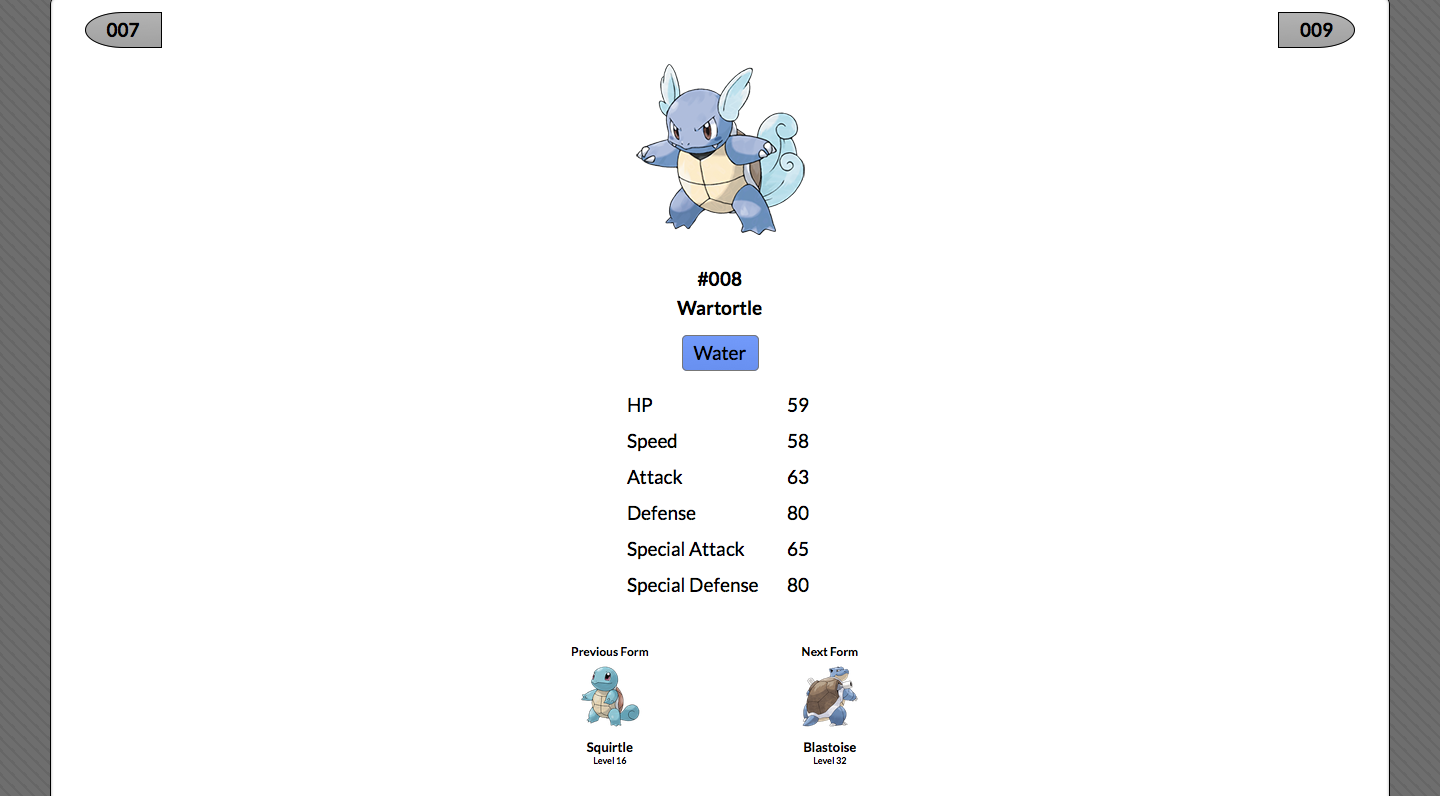 007
009
#008
Wartortle
Water
HP 59
Speed 58
Attack 63
Defense 80
Special Attack 65
Special Defense 80
Previous Form
Next Form
Squirtle
Level 16
Blastoise
Level 32